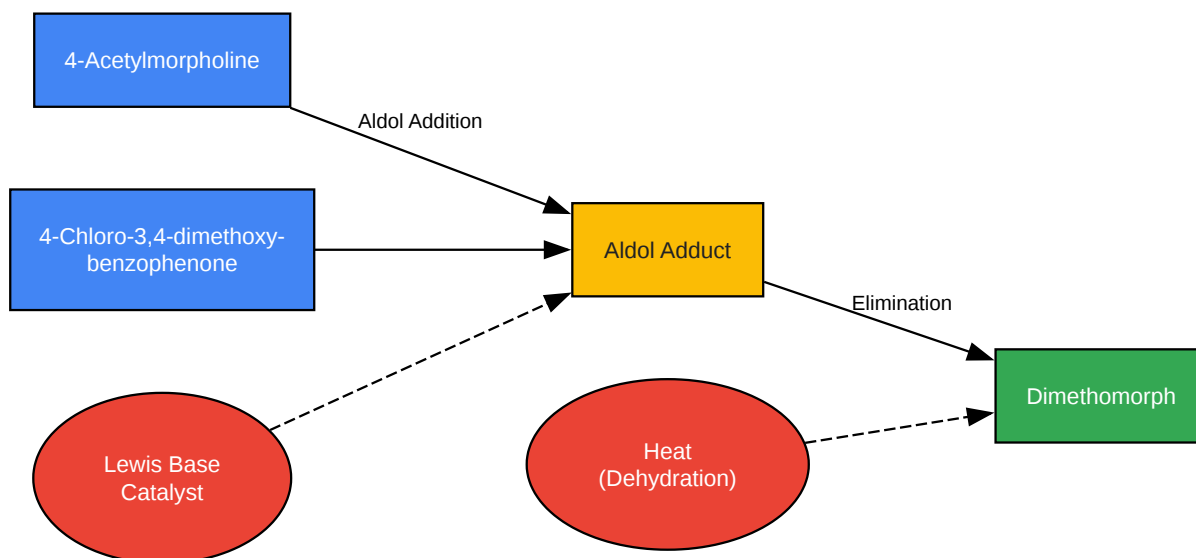 4-Acetylmorpholine
Aldol Addition
4-Chloro-3,4-dimethoxy-
benzophenone
Aldol Adduct
Elimination
Dimethomorph
Lewis Base
Catalyst
Heat
(Dehydration)